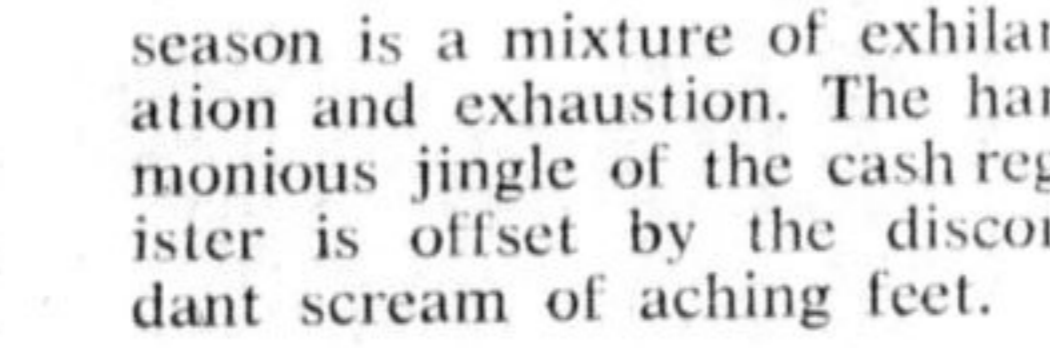 season is a mixture of exhilar
ation and exhaustion. The har
monious jingle of the cash reg
ister is offset by the discor
dant scream of aching feet.